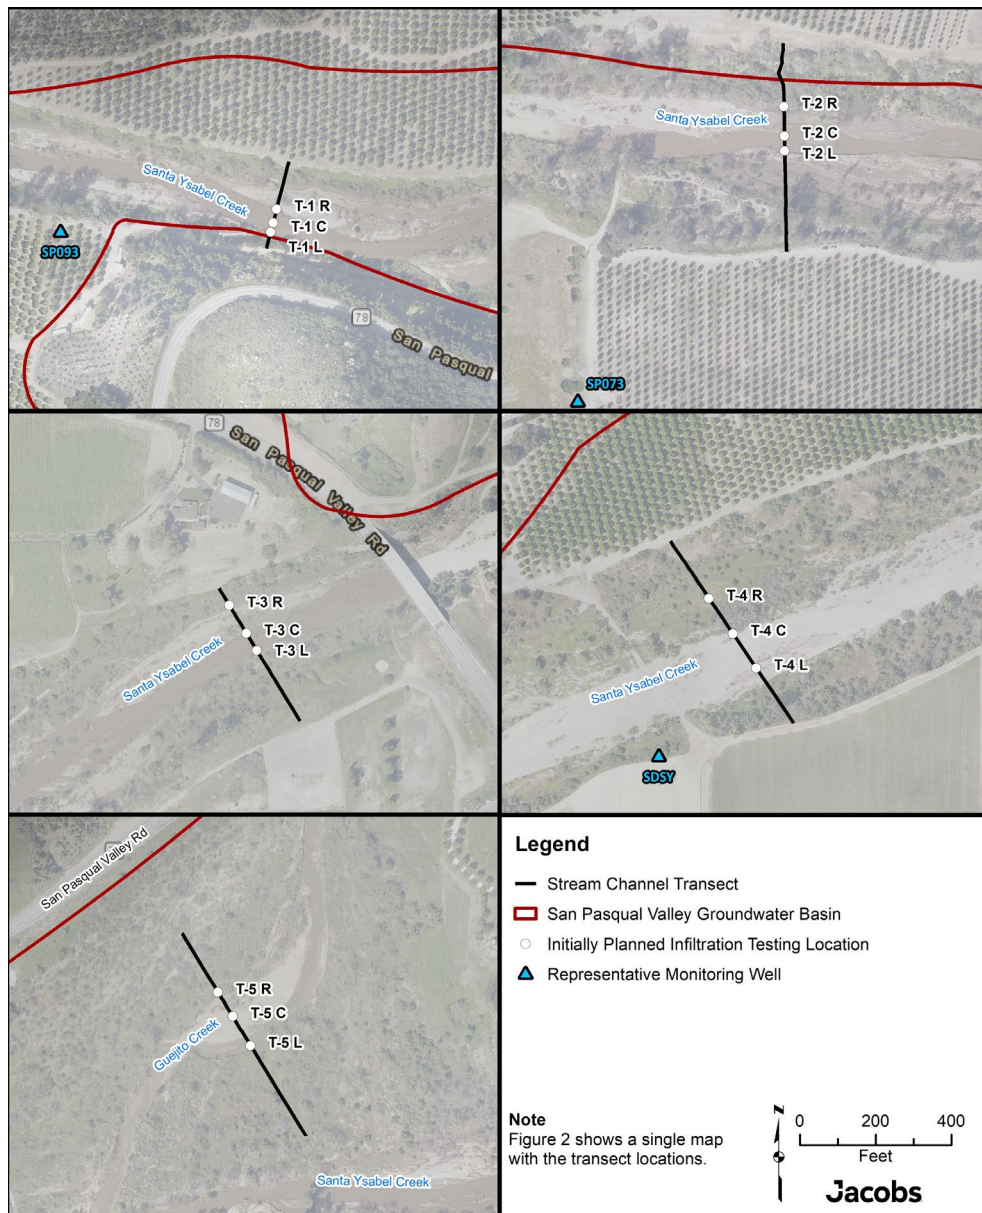 Santa Ysabel Creek
T-1 R
T-1 C
T-1 L
SP093
78
San Pasqual
Santa Ysabel Creek
T-2 R
T-2 C
T-2 L
SP073
78
San Pasqual Valley Rd
T-3 R
T-3 C
T-3 L
Santa Ysabel Creek
T-4 R
T-4 C
T-4 L
Santa Ysabel Creek
SDSY
San Pasqual Valley Rd
T-5 R
T-5 C
T-5 L
Guejito Creek
Santa Ysabel Creek
Legend
Stream Channel Transect
San Pasqual Valley Groundwater Basin
Initially Planned Infiltration Testing Location
Representative Monitoring Well
Note
Figure 2 shows a single map
with the transect locations.
N
0 200 400
Feet
Jacobs